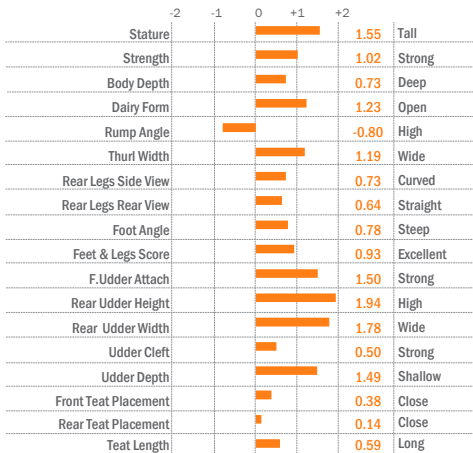 -2 -1 0 +1 +2
Stature 1.55 Tall
Strength 1.02 Strong
Body Depth 0.73 Deep
Dairy Form 1.23 Open
Rump Angle -0.80 High
Thurl Width 1.19 Wide
Rear Legs Side View 0.73 Curved
Rear Legs Rear View 0.64 Straight
Foot Angle 0.78 Steep
Feet & Legs Score 0.93 Excellent
F.Udder Attach 1.50 Strong
Rear Udder Height 1.94 High
Rear Udder Width 1.78 Wide
Udder Cleft 0.50 Strong
Udder Depth 1.49 Shallow
Front Teat Placement 0.38 Close
Rear Teat Placement 0.14 Close
Teat Length 0.59 Long